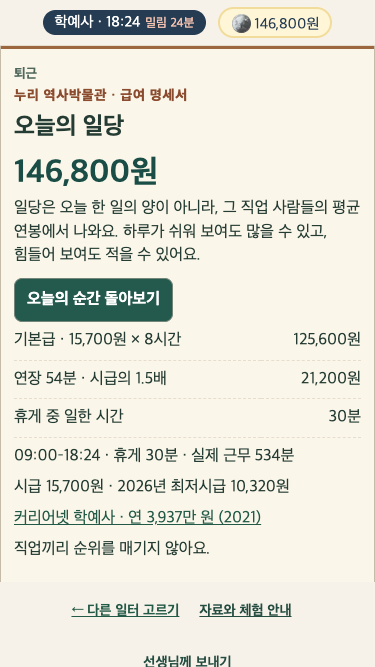 학예사 · 18:24 밀림 24분
146,800원
퇴근
누리 역사박물관 · 급여 명세서
오늘의 일당
146,800원
일당은 오늘 한 일의 양이 아니라, 그 직업 사람들의 평균
연봉에서 나와요. 하루가 쉬워 보여도 많을 수 있고,
힘들어 보여도 적을 수 있어요.
오늘의 순간 돌아보기
기본급 · 15,700원 × 8시간 125,600원
연장 54분 · 시급의 1.5배 21,200원
휴게 중 일한 시간 30분
09:00-18:24 · 휴게 30분 · 실제 근무 534분
시급 15,700원 · 2026년 최저시급 10,320원
커리어넷 학예사 · 연 3,937만 원 (2021)
직업끼리 순위를 매기지 않아요.
← 다른 일터 고르기 자료와 체험 안내
선생님께 보내기